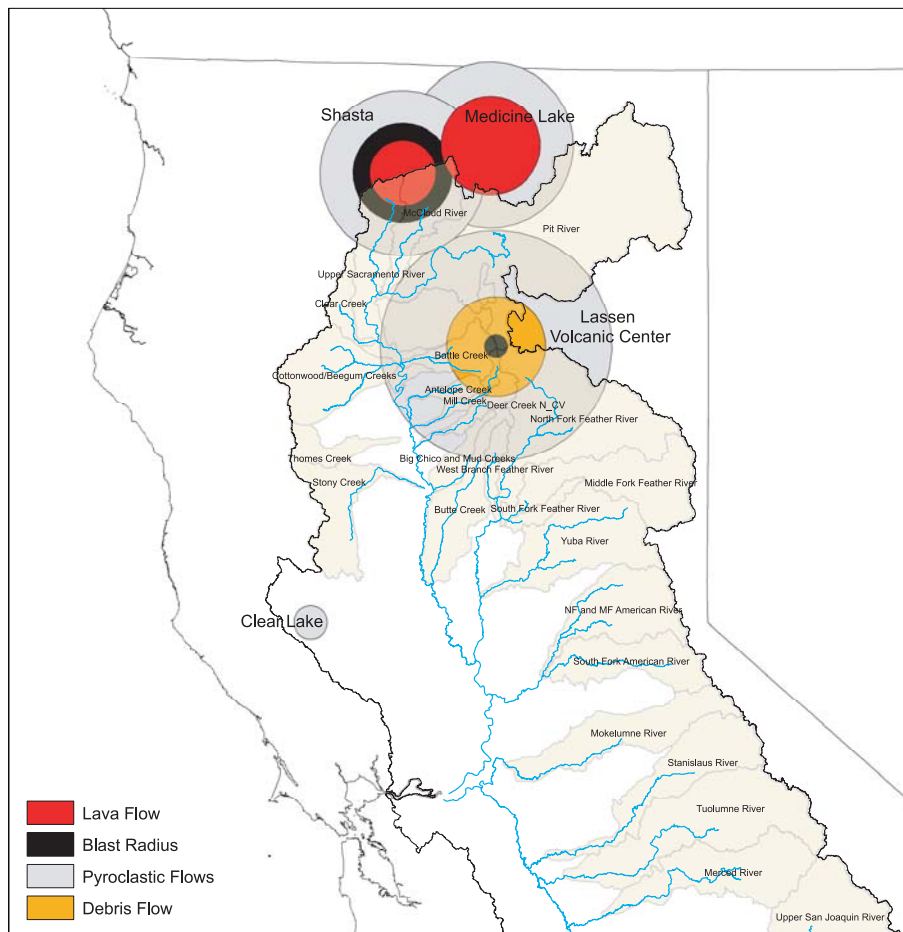 Shasta
Medicine Lake
McCloud River
Pit River
Upper Sacramento River
Clear Creek
Lassen
Volcanic Center
Battle Creek
Cottonwood/Beegum Creeks
Antelope Creek
Mill Creek
Deer Creek N_CV
North Fork Feather River
Thomes Creek
Big Chico and Mud Creeks
West Branch Feather River
Stony Creek
Middle Fork Feather River
Butte Creek
South Fork Feather River
Yuba River
Clear Lake
NF and MF American River
South Fork American River
Mokelumne River
Stanislaus River
Tuolumne River
Merced River
Upper San Joaquin River
Lava Flow
Blast Radius
Pyroclastic Flows
Debris Flow